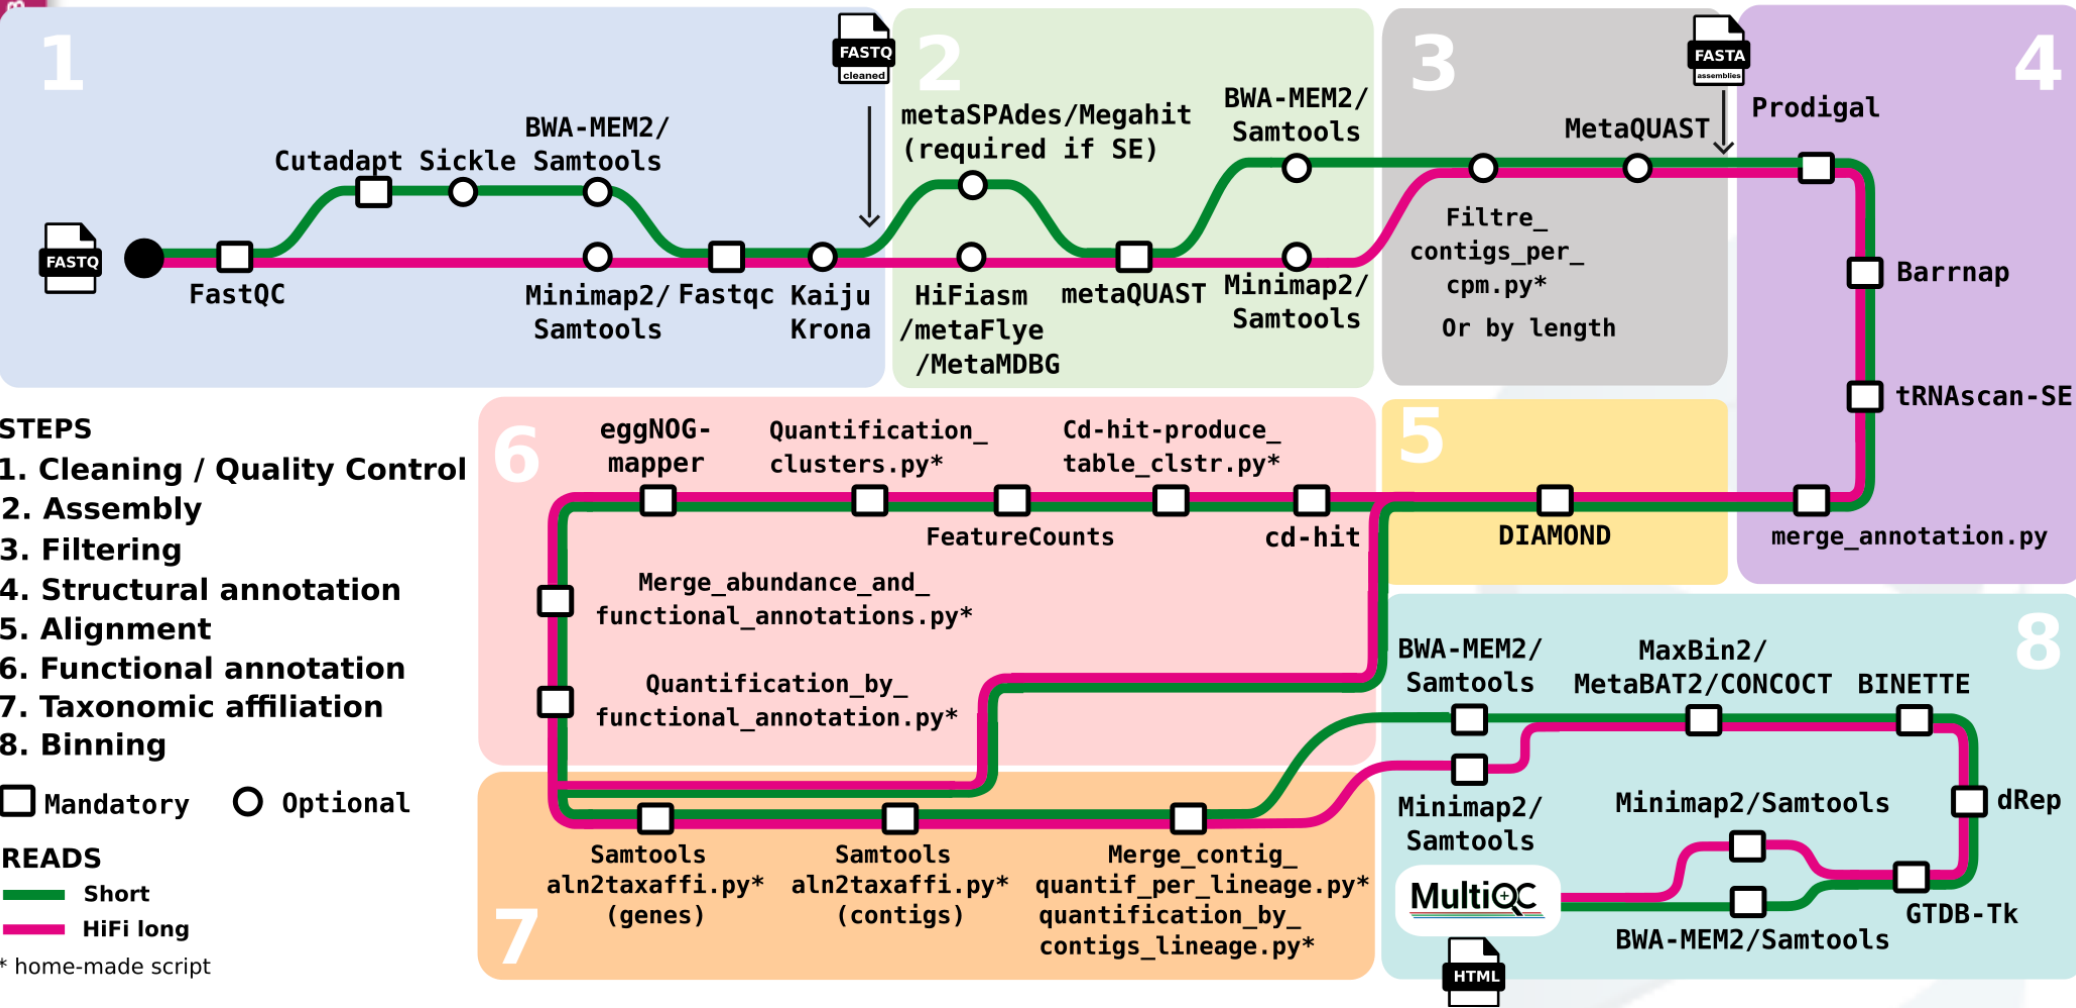 1
FASTQ
cleaned
2
3
FASTA
assemblies
4
BWA-MEM2/
Samtools
Cutadapt
Sickle
FASTQ
FastQC
Minimap2/
Samtools
Fastqc
Kaiju
Krona
metaSPAdes/Megahit
(required if SE)
HiFiasm
/metaFlye
/MetaMDBG
metaQUAST
BWA-MEM2/
Samtools
Minimap2/
Samtools
MetaQUAST
Filtre_
contigs_per_
cpm.py*
Or by length
Prodigal
Barrnap
tRNAscan-SE
merge_annotation.py
5
DIAMOND
6
eggNOG-
mapper
Quantification_
clusters.py*
Cd-hit-produce_
table_clstr.py*
FeatureCounts
cd-hit
Merge_abundance_and_
functional_annotations.py*
Quantification_by_
functional_annotation.py*
7
Samtools
aln2taxaffi.py*
(genes)
Samtools
aln2taxaffi.py*
(contigs)
Merge_contig_
quantif_per_lineage.py*
quantification_by_
contigs_lineage.py*
8
BWA-MEM2/
Samtools
MaxBin2/
MetaBAT2/CONCOCT
BINETTE
Minimap2/
Samtools
Minimap2/Samtools
dRep
GTDB-Tk
BWA-MEM2/Samtools
MultiQC
HTML
STEPS
1. Cleaning / Quality Control
2. Assembly
3. Filtering
4. Structural annotation
5. Alignment
6. Functional annotation
7. Taxonomic affiliation
8. Binning
Mandatory
Optional
READS
Short
HiFi long
* home-made script